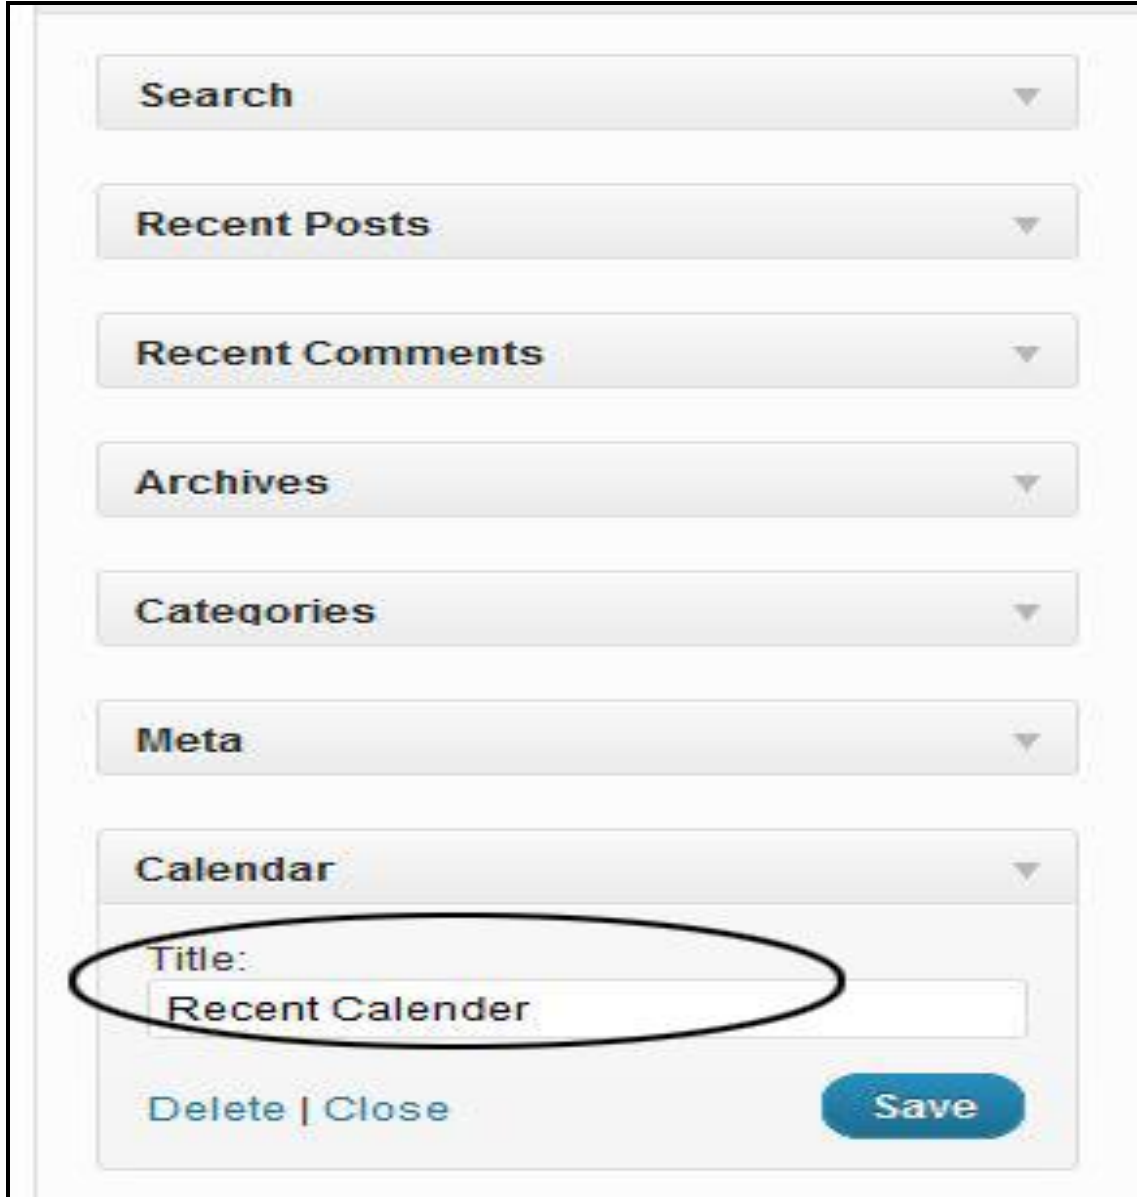 Search
Recent Posts
Recent Comments
Archives
Categories
Meta
Calendar
Title:
Recent Calender
Delete | Close
Save